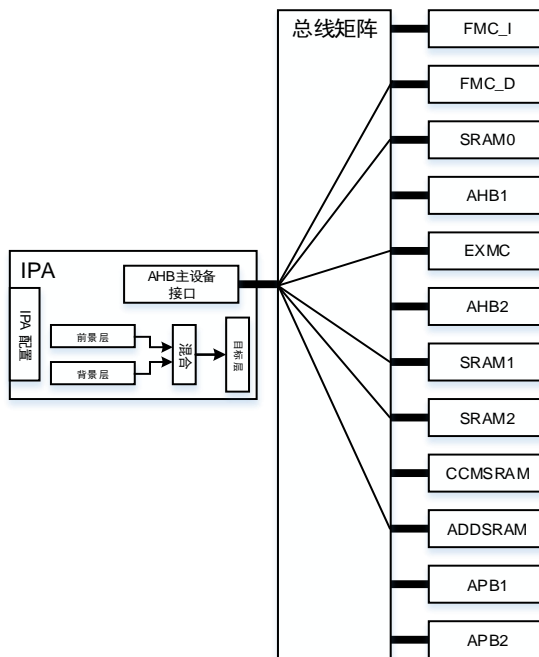 总线矩阵
FMC_I
FMC_D
SRAM0
AHB1
EXMC
AHB2
SRAM1
SRAM2
CCMSRAM
ADDSRAM
APB1
APB2
IPA
AHB主设备
接口
IPA 配置
前景层
背景层
混合
目标层